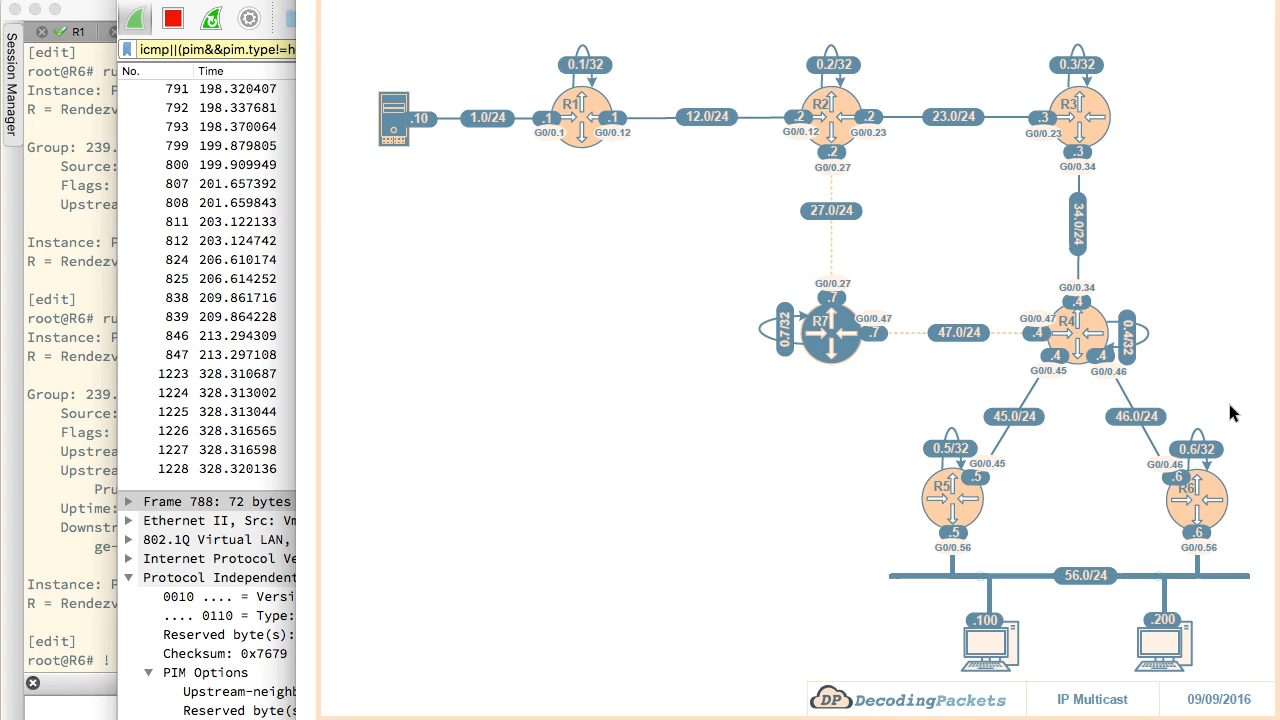 Session Manager
R1
[edit]
root@R6# ru
Instance: P
R = Rendezv
Group: 239.
Source:
Flags:
Upstrea
Instance: P
R = Rendezv
[edit]
root@R6# ru
Instance: P
R = Rendezv
Group: 239.
Source:
Flags:
Upstrea
Upstrea
Pru
Uptime:
Downstr
ge-
Instance: P
R = Rendezv
[edit]
root@R6# !
icmp||(pim&&pim.type!=h
No. Time
791 198.320407
792 198.337681
793 198.370064
799 199.879805
800 199.909949
807 201.657392
808 201.659843
811 203.122133
812 203.124742
824 206.610174
825 206.614252
838 209.861716
839 209.864228
846 213.294309
847 213.297108
1223 328.310687
1224 328.313002
1225 328.313044
1226 328.316565
1227 328.316598
1228 328.320136
Frame 788: 72 bytes
Ethernet II, Src: Vm
802.1Q Virtual LAN,
Internet Protocol Ve
Protocol Independent
0010 .... = Versi
.... 0110 = Type:
Reserved byte(s):
Checksum: 0x7679
PIM Options
Upstream-neighb
Reserved byte(s
0.1/32 0.2/32 0.3/32
R1 R2 R3
.10 1.0/24 .1 .1 12.0/24 .2 .2 23.0/24 .3
G0/0.1 G0/0.12 G0/0.12 G0/0.23 G0/0.23
.2 .3
G0/0.27 G0/0.34
27.0/24 34.0/24
G0/0.27 G0/0.34
.7 .4
0.7/32 R7 G0/0.47 G0/0.47 R4 0.4/32
.7 47.0/24 .4
.4 .4
G0/0.45 G0/0.46
45.0/24 46.0/24
0.5/32 0.6/32
G0/0.45 G0/0.46
R5 .5 .6 R6
.5 .6
G0/0.56 G0/0.56
56.0/24
.100 .200
DP DecodingPackets IP Multicast 09/09/2016